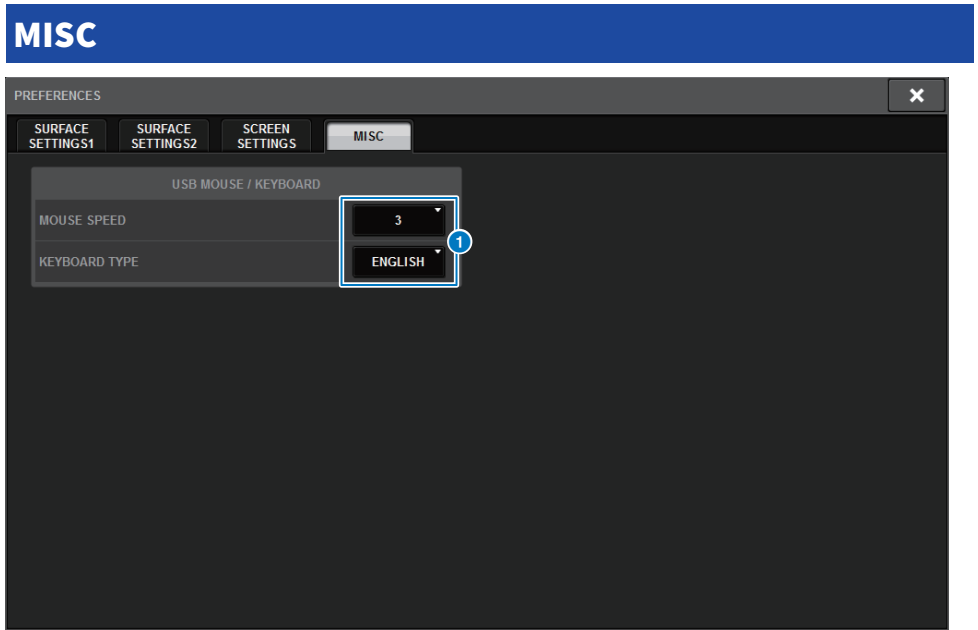 MISC
PREFERENCES
SURFACE SETTINGS1
SURFACE SETTINGS2
SCREEN SETTINGS
MISC
USB MOUSE / KEYBOARD
MOUSE SPEED
3
1
KEYBOARD TYPE
ENGLISH